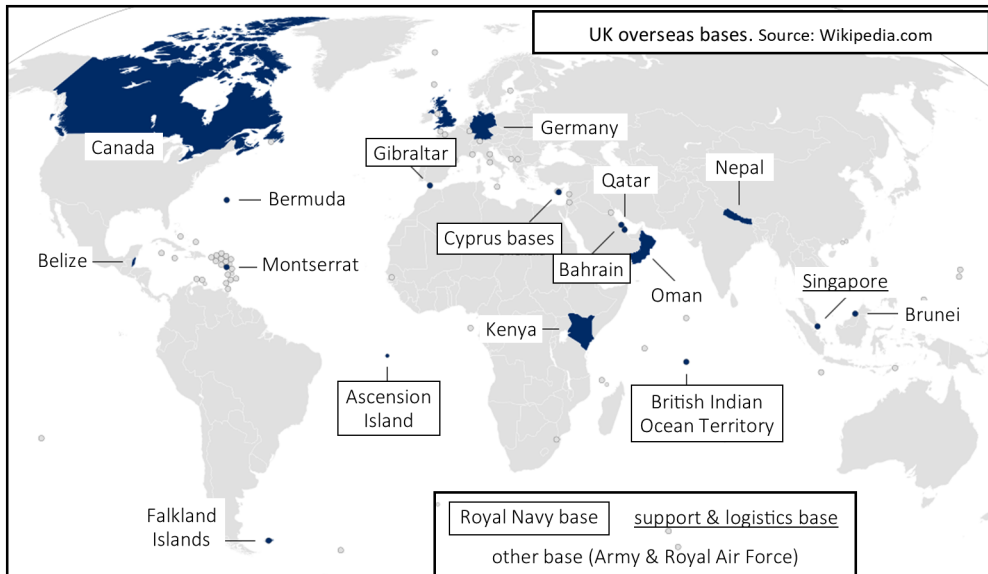 UK overseas bases. Source: Wikipedia.com
Canada
Germany
Gibraltar
Bermuda
Qatar
Nepal
Cyprus bases
Belize
Montserrat
Bahrain
Oman
Singapore
Kenya
Brunei
Ascension
Island
British Indian
Ocean Territory
Falkland
Islands
Royal Navy base
support & logistics base
other base (Army & Royal Air Force)